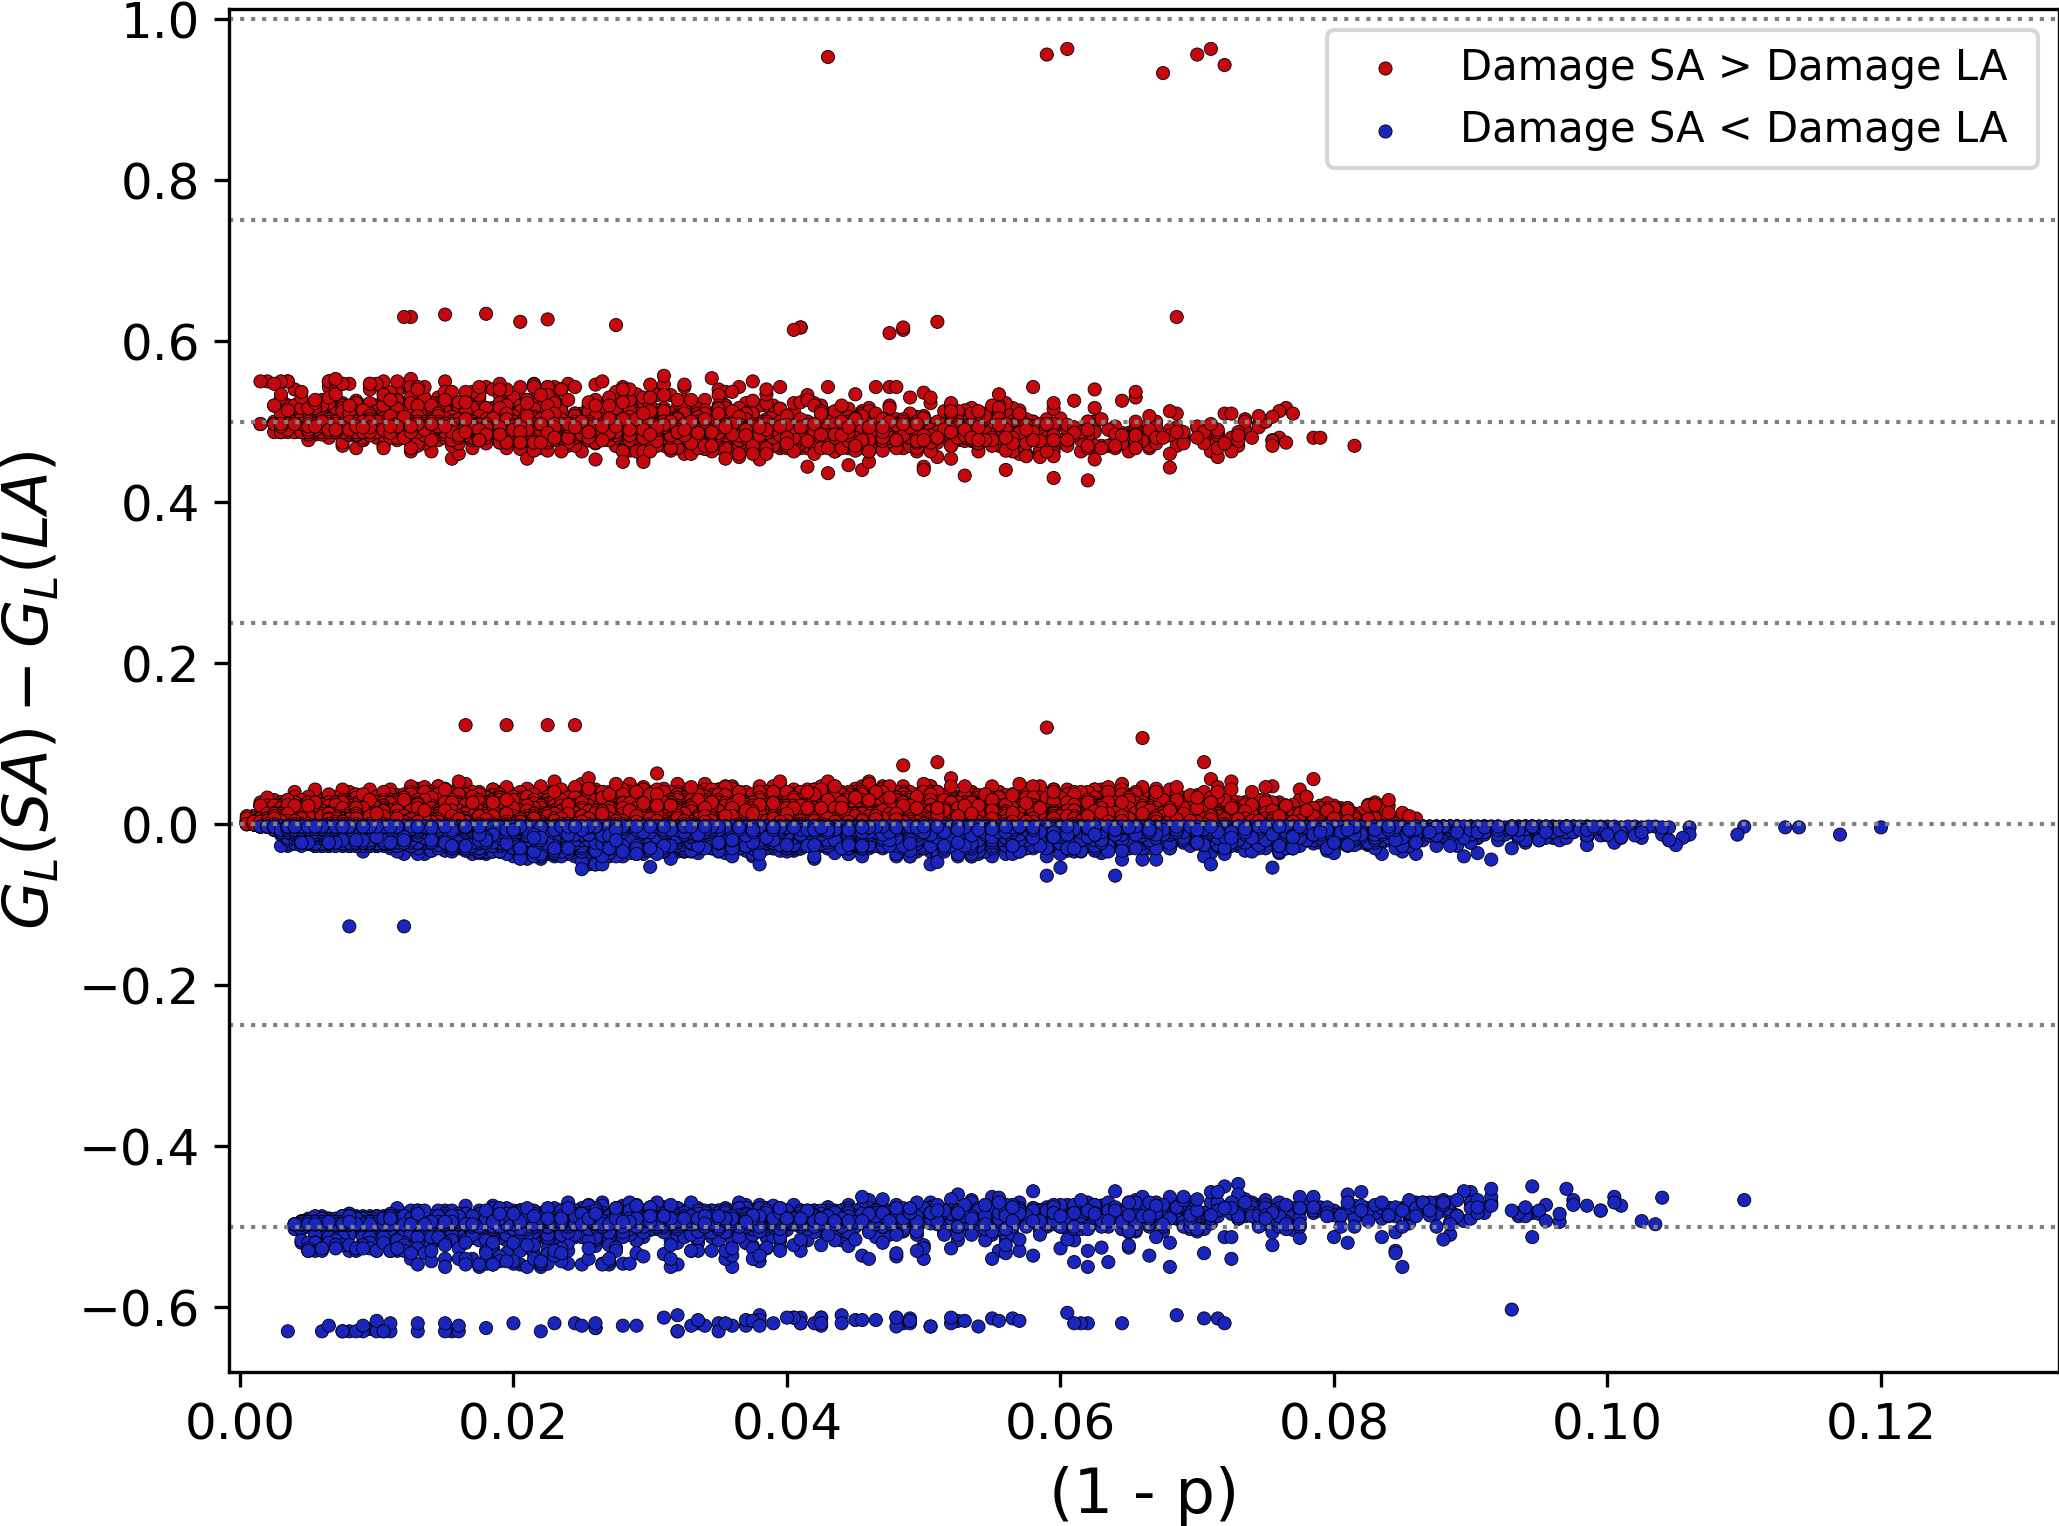 1.0
0.8
0.6
0.4
0.2
0.0
−0.2
−0.4
−0.6
G_L(SA) − G_L(LA)
Damage SA > Damage LA
Damage SA < Damage LA
0.00 0.02 0.04 0.06 0.08 0.10 0.12
(1 - p)